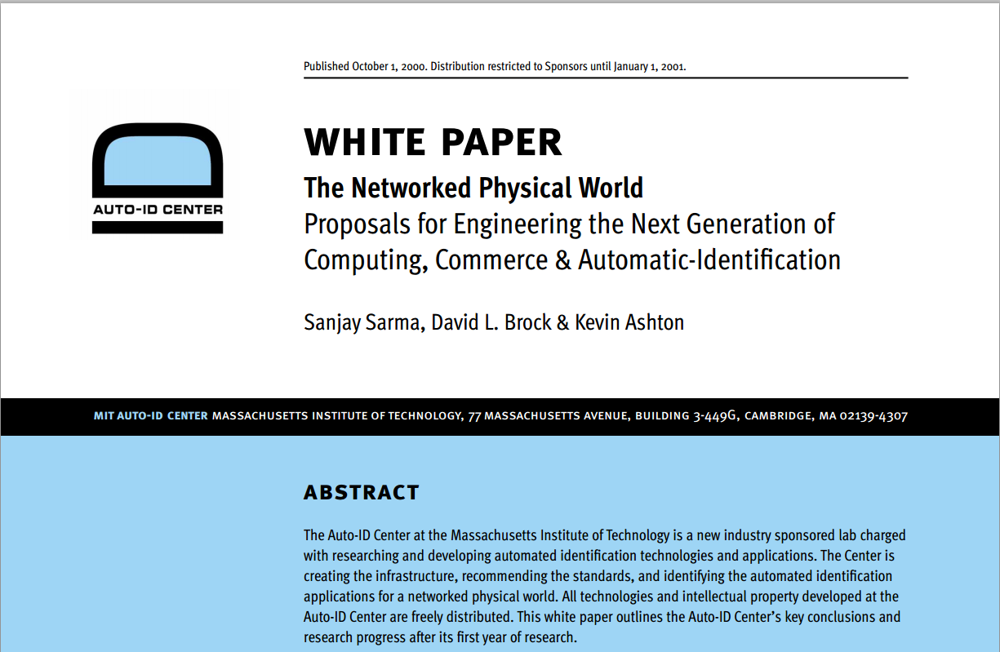 Published October 1, 2000. Distribution restricted to Sponsors until January 1, 2001.
WHITE PAPER
The Networked Physical World
Proposals for Engineering the Next Generation of
Computing, Commerce & Automatic-Identification
AUTO-ID CENTER
Sanjay Sarma, David L. Brock & Kevin Ashton
MIT AUTO-ID CENTER MASSACHUSETTS INSTITUTE OF TECHNOLOGY, 77 MASSACHUSETTS AVENUE, BUILDING 3-449G, CAMBRIDGE, MA 02139-4307
ABSTRACT
The Auto-ID Center at the Massachusetts Institute of Technology is a new industry sponsored lab charged
with researching and developing automated identification technologies and applications. The Center is
creating the infrastructure, recommending the standards, and identifying the automated identification
applications for a networked physical world. All technologies and intellectual property developed at the
Auto-ID Center are freely distributed. This white paper outlines the Auto-ID Center’s key conclusions and
research progress after its first year of research.